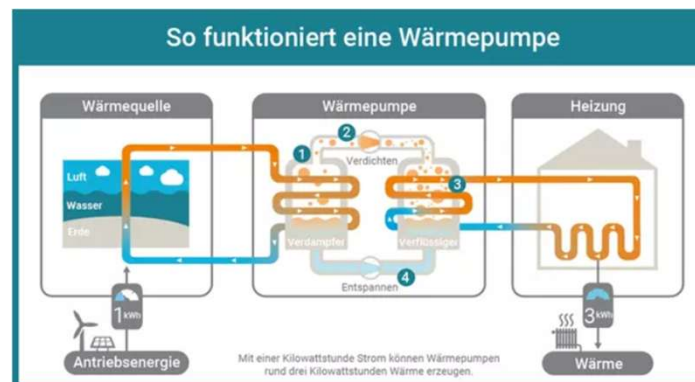 So funktioniert eine Wärmepumpe
Wärmequelle
Wärmepumpe
Heizung
Luft
Wasser
Erde
1
2
Verdichten
3
Verdampfer
Verflüssiger
4
Entspannen
1 kWh
Antriebsenergie
Mit einer Kilowattstunde Strom können Wärmepumpen
rund drei Kilowattstunden Wärme erzeugen.
3 kWh
Wärme